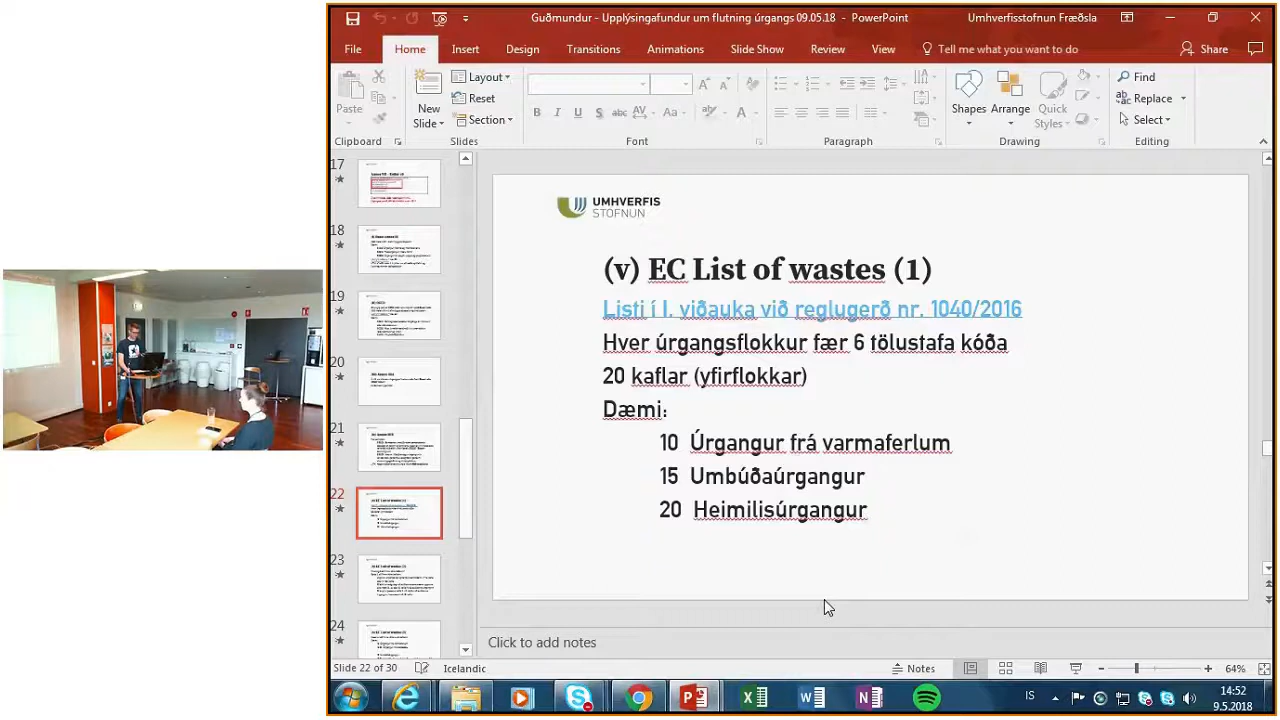 Guðmundur - Upplýsingafundur um flutning úrgangs 09.05.18 - PowerPoint
Umhverfisstofnun Fræðsla
File Home Insert Design Transitions Animations Slide Show Review View Tell me what you want to do Share
Paste
New Slide
Layout
Reset
Section
Shapes Arrange Quick Styles
Find
Replace
Select
Clipboard Slides Font Paragraph Drawing Editing
17
18
19
20
21
22
23
24
UMHVERFIS
STOFNUN
(v) EC List of wastes (1)
Listi í I. viðauka við reglugerð nr. 1040/2016
Hver úrgangsflokkur fær 6 tölustafa kóða
20 kaflar (yfirflokkar)
Dæmi:
10 Úrgangur frá varmaferlum
15 Umbúðaúrgangur
20 Heimilisúrgangur
Click to add notes
Slide 22 of 30 Icelandic Notes 64%
IS 14:52
9.5.2018